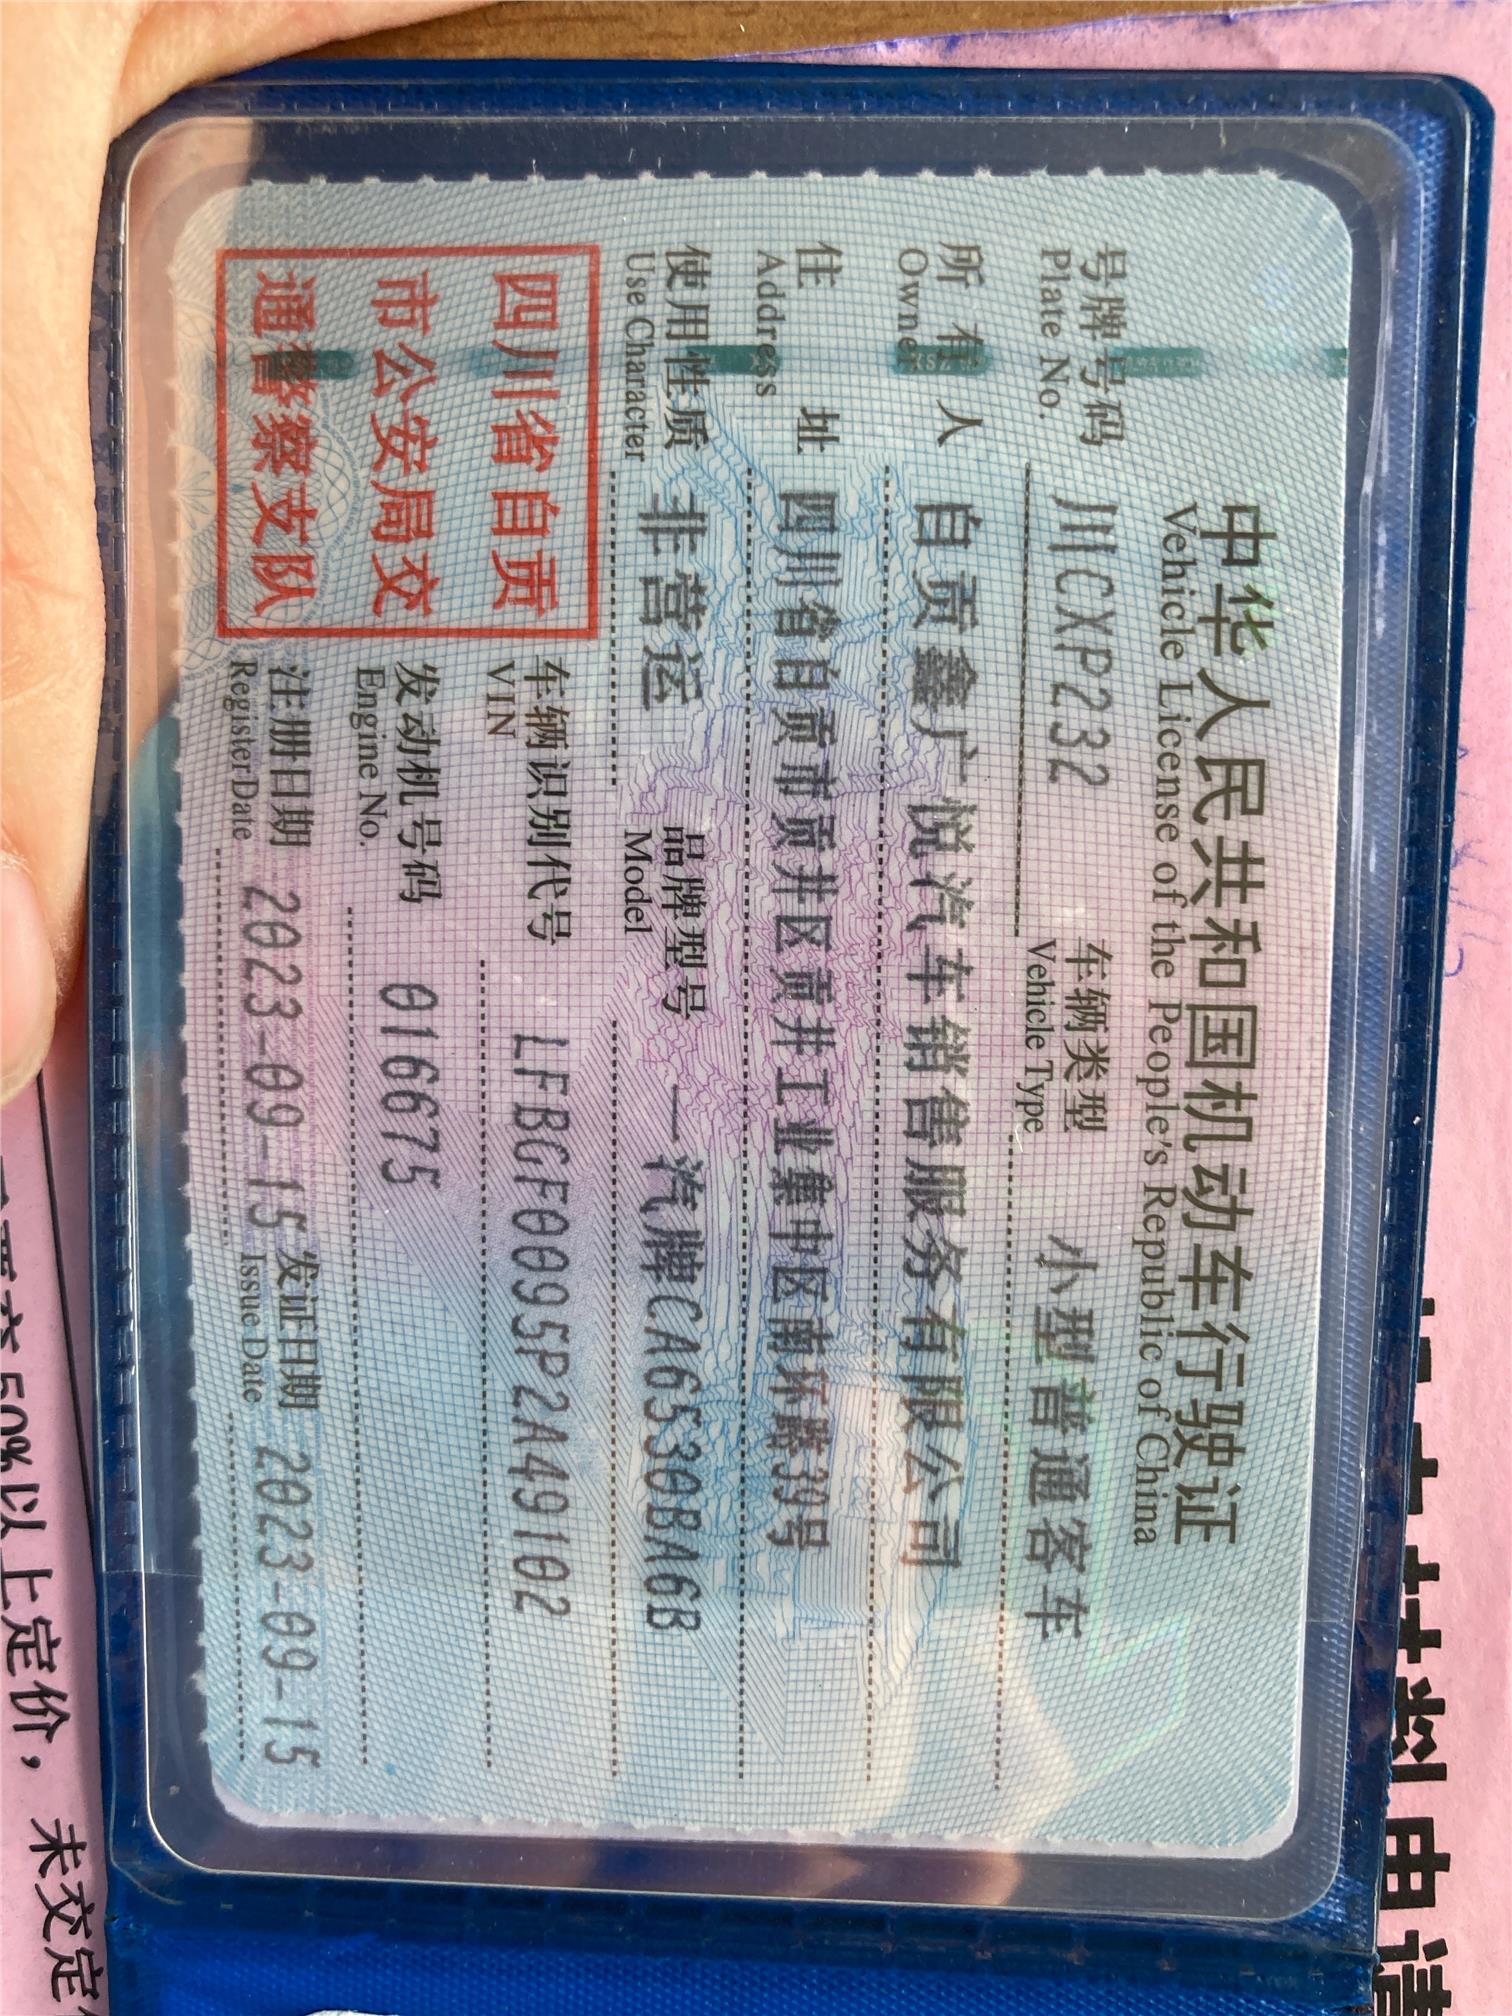 中华人民共和国机动车行驶证
Vehicle License of the People's Republic of China
号牌号码 川CXP232 车辆类型 小型普通客车
Plate No. Vehicle Type
所有人 自贡鑫广悦汽车销售服务有限公司
Owner
住址 四川省自贡市贡井区贡井工业集中区南环路39号
Address
使用性质 非营运 品牌型号 一汽牌CA6530BA6B
Use Character Model
四川省自贡
市公安局交
通警察支队
车辆识别代号 LFBGF0095P2A49102
VIN
发动机号码 016675
Engine No.
注册日期 2023-09-15 发证日期 2023-09-15
Register Date Issue Date
50%以上定价，未交定